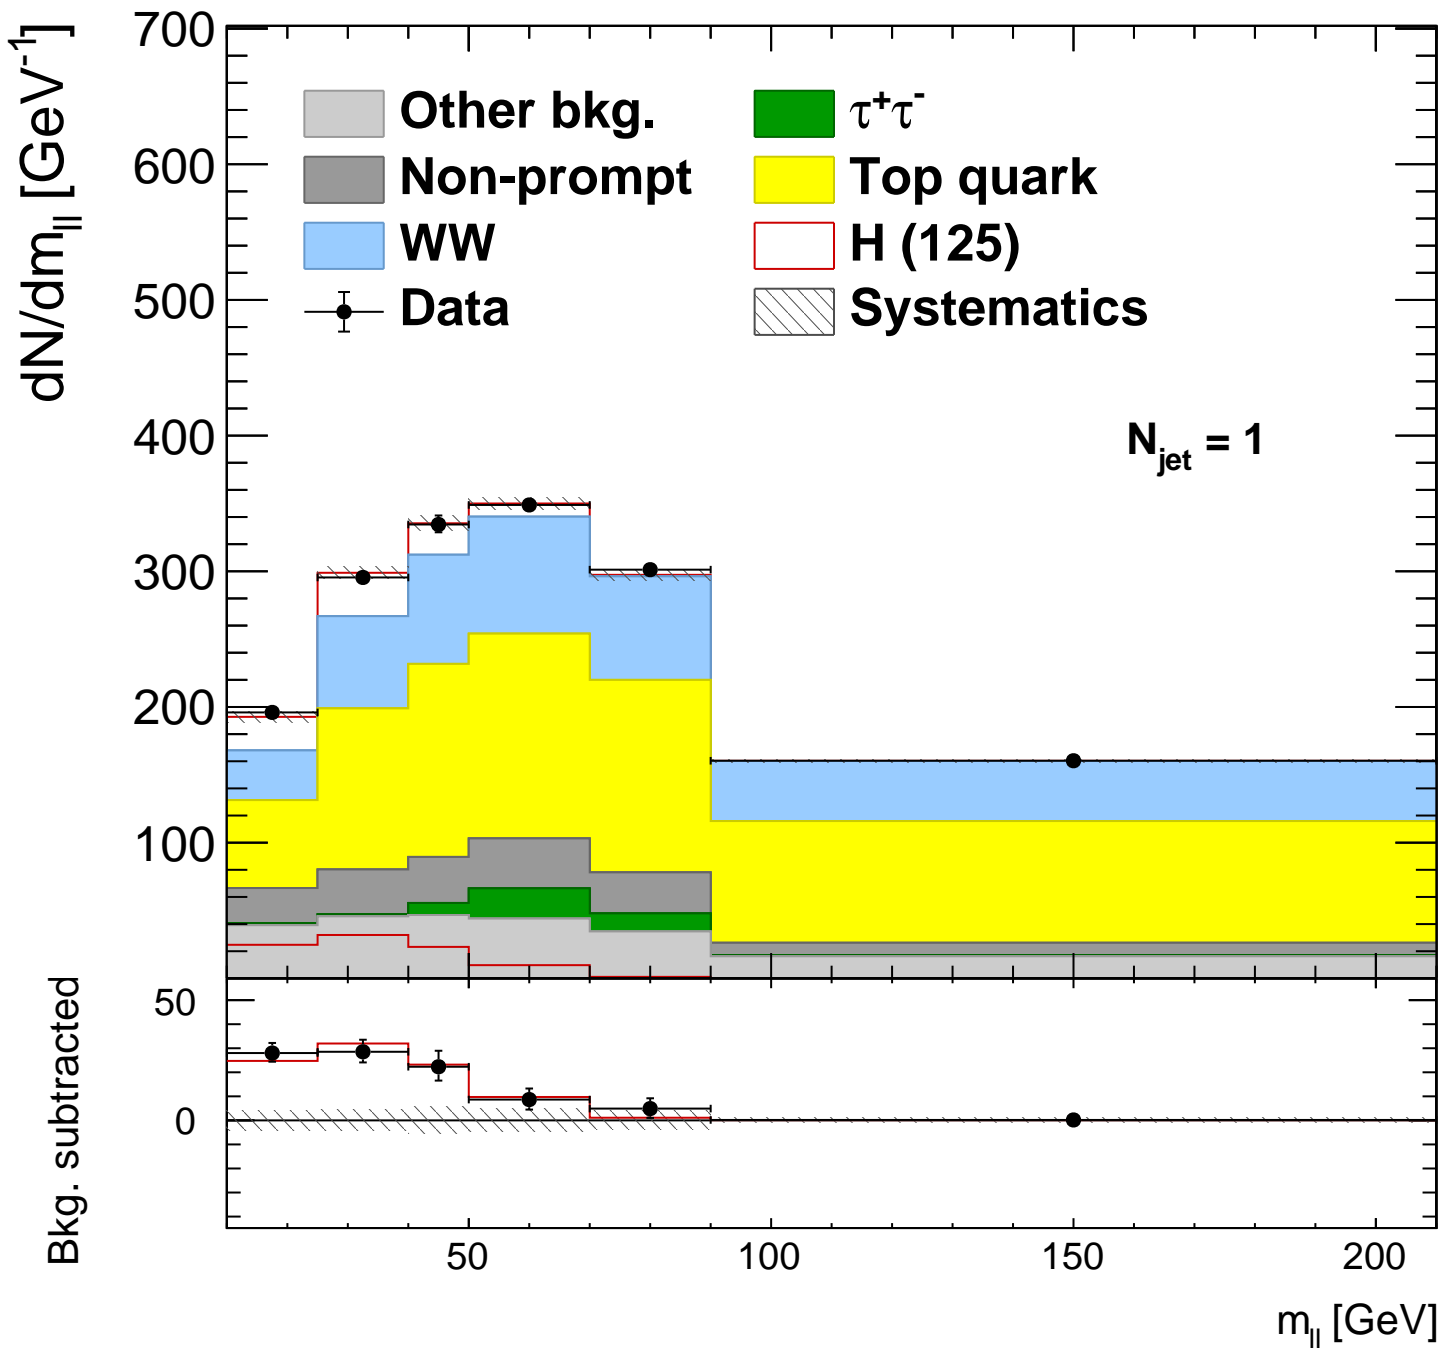 dN/dm_ll [GeV⁻¹]
700
600
500
400
300
200
100
Other bkg.
τ⁺τ⁻
Non-prompt
Top quark
WW
H (125)
Data
Systematics
N_jet = 1
Bkg. subtracted
50
0
50
100
150
200
m_ll [GeV]